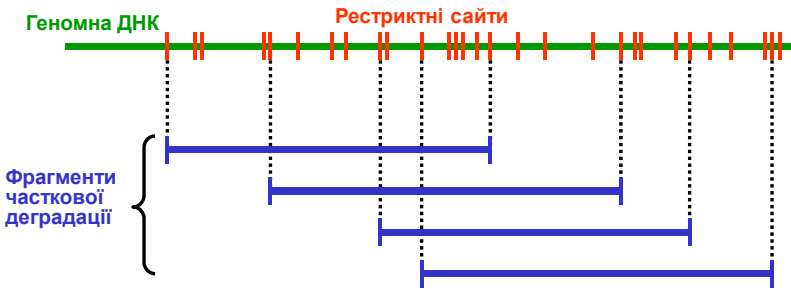 Рестриктні сайти
Геномна ДНК
Фрагменти
часткової
деградації